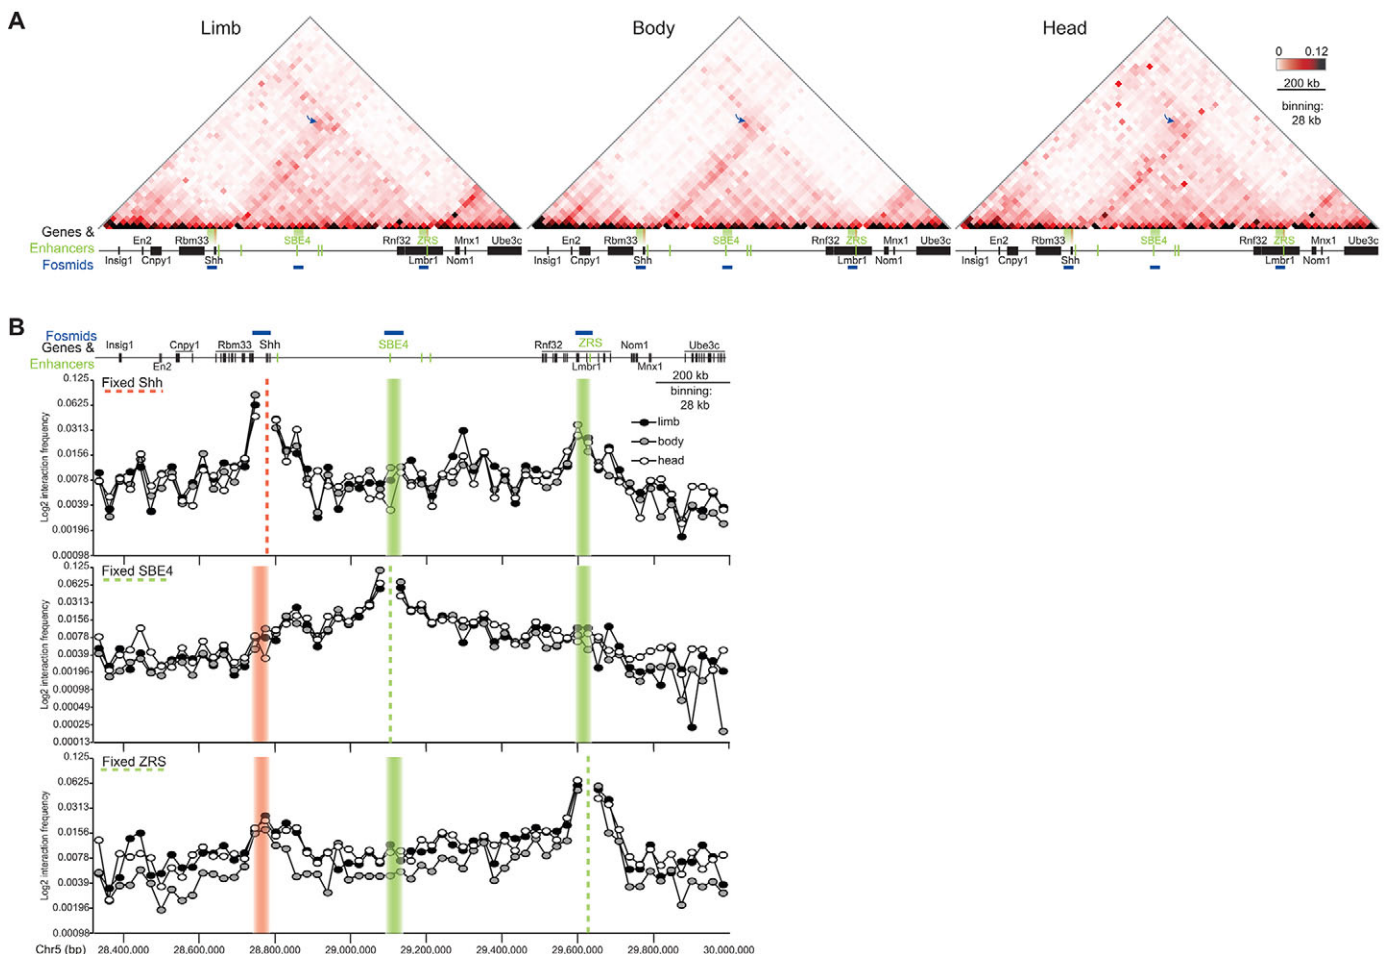 A
Limb
Body
Head
0 0.12
200 kb
binning:
28 kb
Genes &
Enhancers
Fosmids
En2 Rbm33 SBE4 Rnf32 ZRS Mnx1 Ube3c
Insig1 Cnpy1 Shh Lmbr1 Nom1
En2 Rbm33 SBE4 Rnf32 ZRS Mnx1 Ube3c
Insig1 Cnpy1 Shh Lmbr1 Nom1
En2 Rbm33 SBE4 Rnf32 ZRS Mnx1 Ube3c
Insig1 Cnpy1 Shh Lmbr1 Nom1
B
Fosmids
Genes &
Enhancers
Insig1 Cnpy1 Rbm33 Shh SBE4 Rnf32 ZRS Nom1 Ube3c
En2 Lmbr1 Mnx1
200 kb
binning:
28 kb
Fixed Shh
limb
body
head
Log2 interaction frequency
0.125
0.0625
0.0313
0.0156
0.0078
0.0039
0.00196
0.00098
Fixed SBE4
Log2 interaction frequency
0.125
0.0625
0.0313
0.0156
0.0078
0.0039
0.00196
0.00098
0.00049
0.00025
0.00013
Fixed ZRS
Log2 interaction frequency
0.125
0.0625
0.0313
0.0156
0.0078
0.0039
0.00196
0.00098
Chr5 (bp) 28,400,000 28,600,000 28,800,000 29,000,000 29,200,000 29,400,000 29,600,000 29,800,000 30,000,000